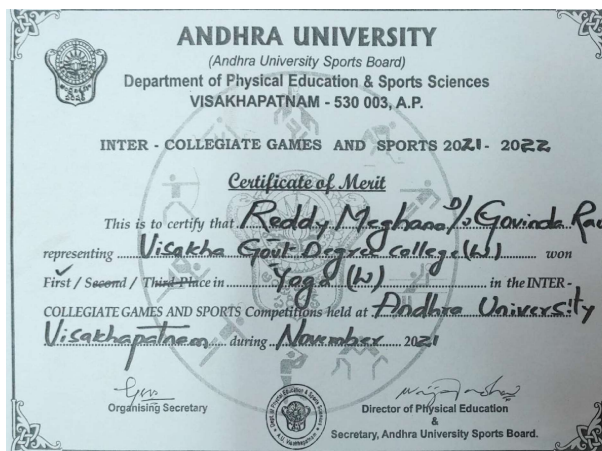 ANDHRA UNIVERSITY
(Andhra University Sports Board)
Department of Physical Education & Sports Sciences
VISAKHAPATNAM - 530 003, A.P.
INTER - COLLEGIATE GAMES AND SPORTS 2021- 2022
Certificate of Merit
This is to certify that Reddy Meghana D/o Govinda Rao
representing Visakha Govt Degree college (W) won
First / Second / Third Place in Yoga (W) in the INTER -
COLLEGIATE GAMES AND SPORTS Competitions held at Andhra University
Visakhapatnam during November 2021
Organising Secretary
Director of Physical Education
&
Secretary, Andhra University Sports Board.